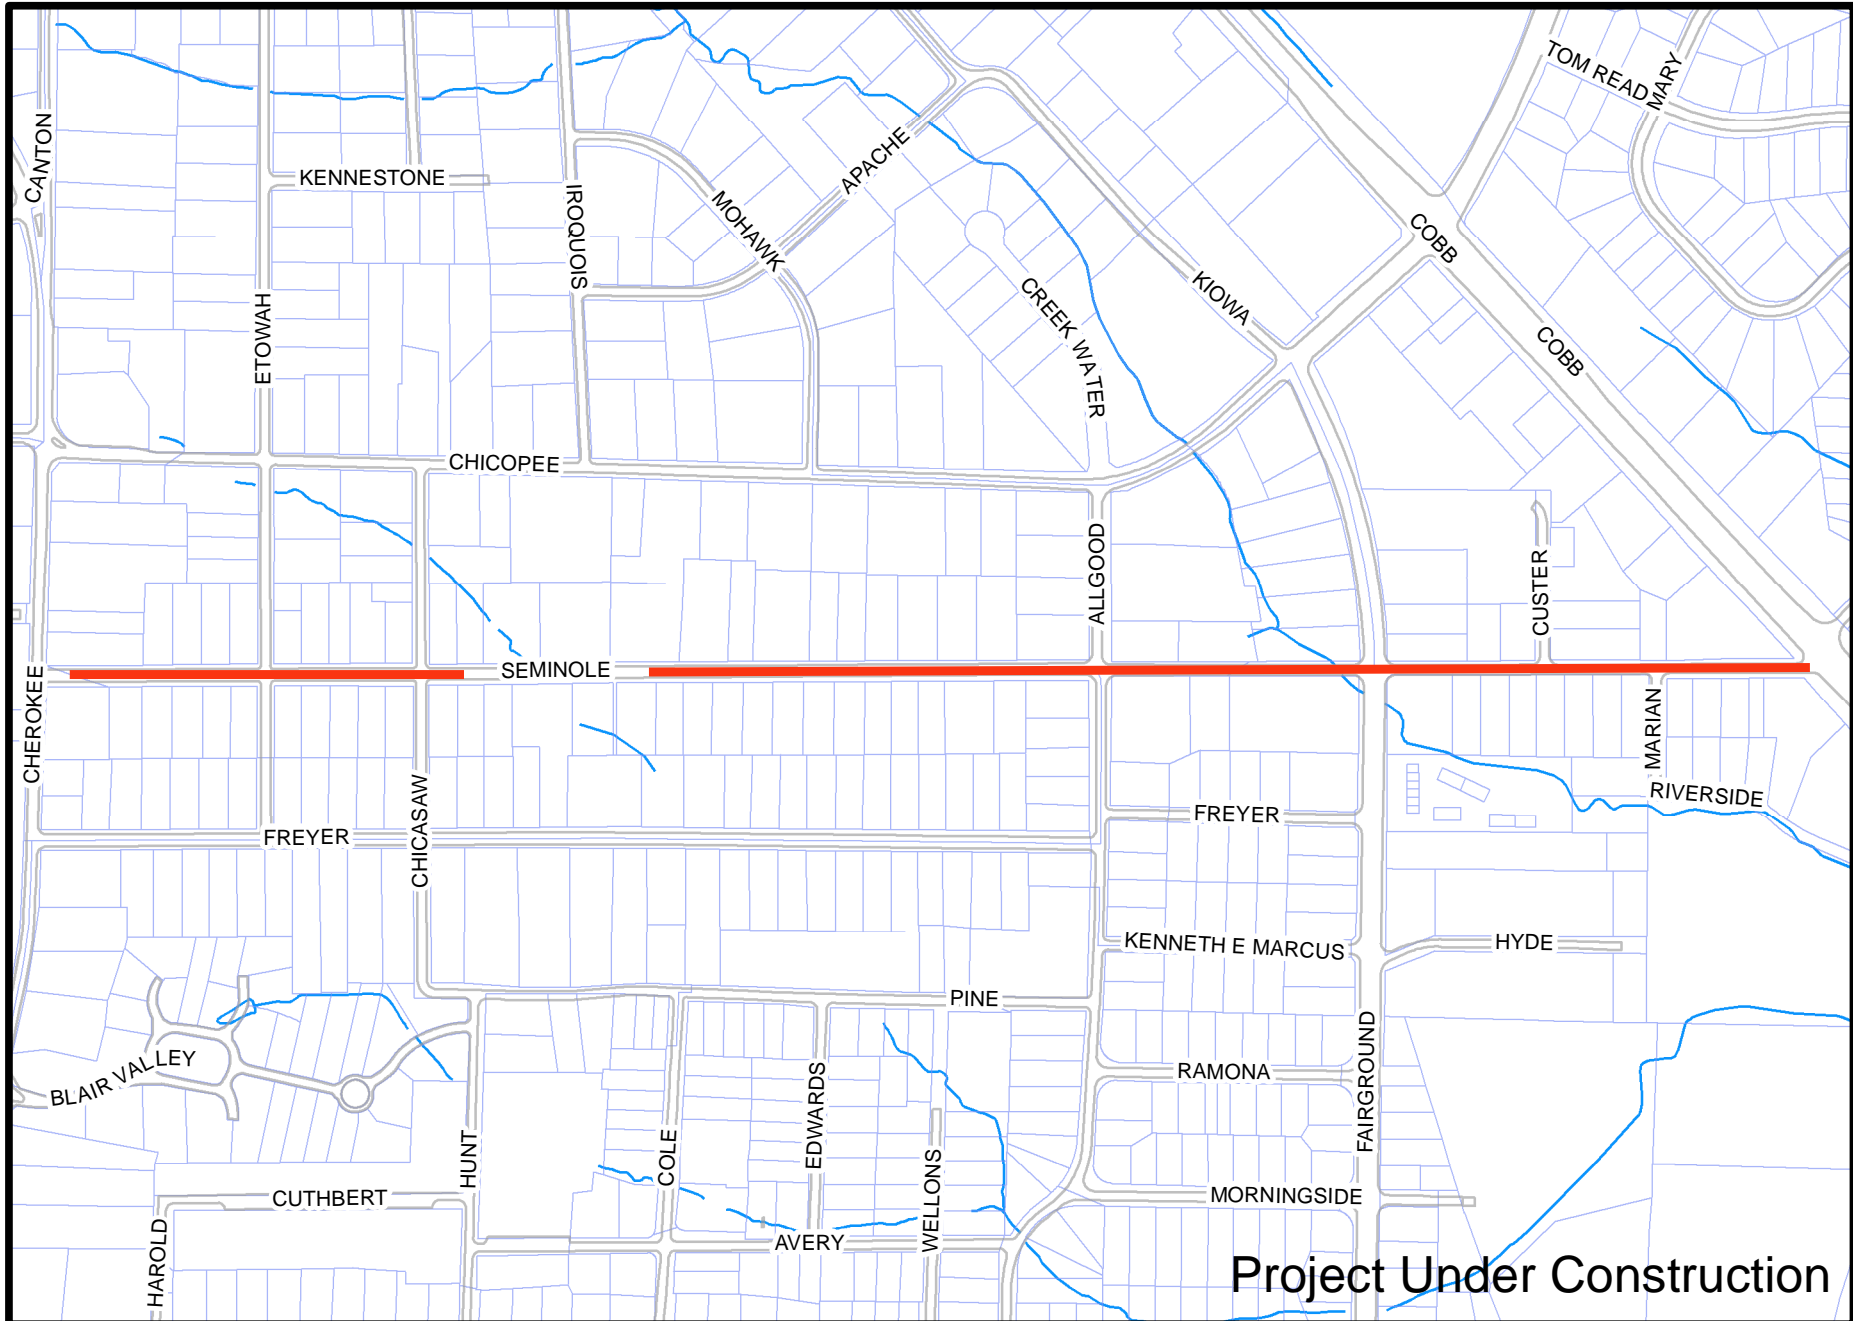 TOM READ
MARY
CANTON
KENNESTONE
APACHE
IROQUOIS
MOHAWK
COBB
KIOWA
CREEK WATER
ETOWAH
COBB
CHICOPEE
ALLGOOD
CUSTER
SEMINOLE
CHEROKEE
MARIAN
RIVERSIDE
CHICASAW
FREYER
FREYER
KENNETH E MARCUS
HYDE
PINE
FAIRGROUND
BLAIR VALLEY
RAMONA
EDWARDS
HUNT
COLE
WELLONS
CUTHBERT
MORNINGSIDE
HAROLD
AVERY
Project Under Construction